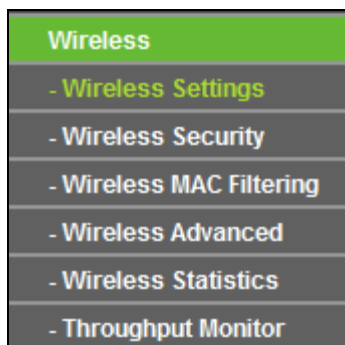 Wireless
- Wireless Settings
- Wireless Security
- Wireless MAC Filtering
- Wireless Advanced
- Wireless Statistics
- Throughput Monitor